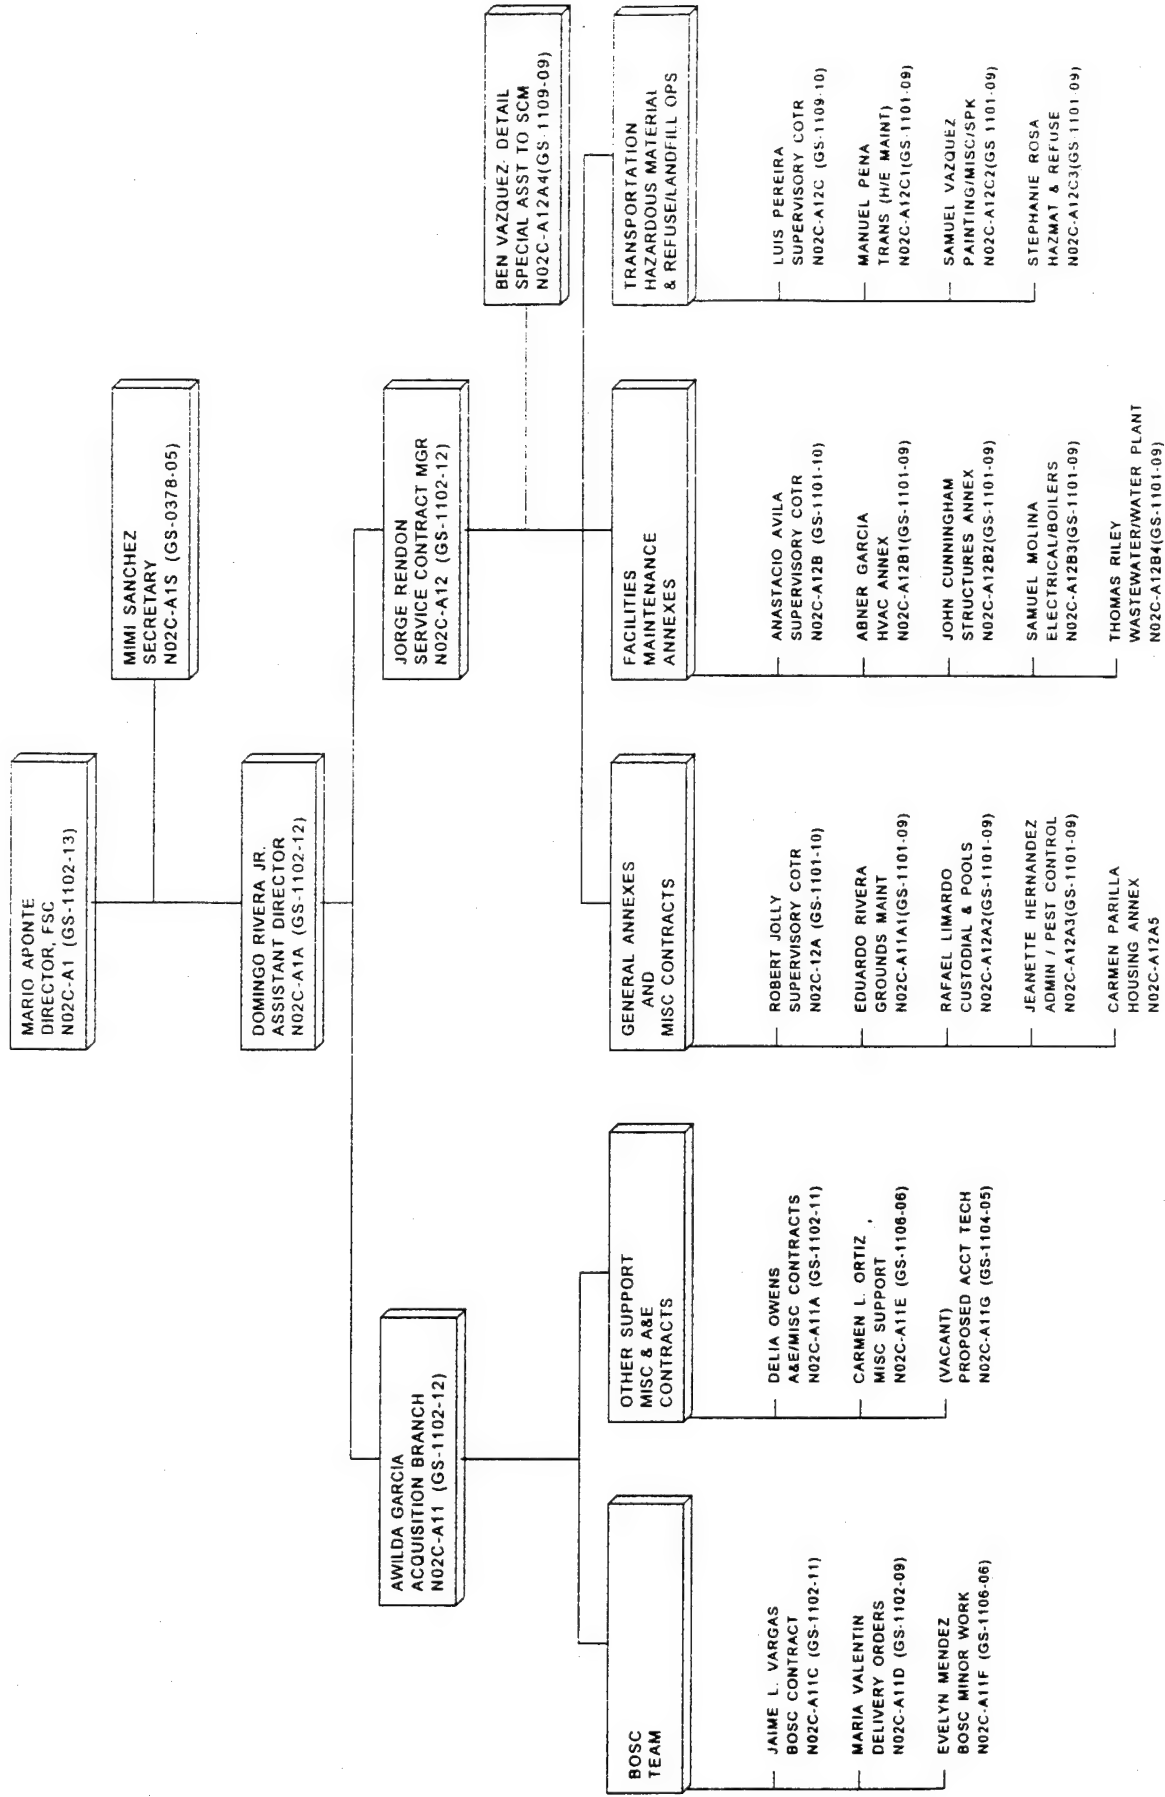 MARIO APONTE
DIRECTOR, FSC
N02C-A1 (GS-1102-13)
MIMI SANCHEZ
SECRETARY
N02C-A1S (GS-0378-05)
DOMINGO RIVERA JR.
ASSISTANT DIRECTOR
N02C-A1A (GS-1102-12)
AWILDA GARCIA
ACQUISITION BRANCH
N02C-A11 (GS-1102-12)
JORGE RENDON
SERVICE CONTRACT MGR
N02C-A12 (GS-1102-12)
BEN VAZQUEZ- DETAIL
SPECIAL ASST TO SCM
N02C-A12A4(GS-1109-09)
BOSC
TEAM
JAIME L. VARGAS
BOSC CONTRACT
N02C-A11C (GS-1102-11)
MARIA VALENTIN
DELIVERY ORDERS
N02C-A11D (GS-1102-09)
EVELYN MENDEZ
BOSC MINOR WORK
N02C-A11F (GS-1106-06)
OTHER SUPPORT
MISC & A&E
CONTRACTS
DELIA OWENS
A&E/MISC CONTRACTS
N02C-A11A (GS-1102-11)
CARMEN L. ORTIZ
MISC SUPPORT
N02C-A11E (GS-1106-06)
(VACANT)
PROPOSED ACCT TECH
N02C-A11G (GS-1104-05)
GENERAL ANNEXES
AND
MISC CONTRACTS
ROBERT JOLLY
SUPERVISORY COTR
N02C-12A (GS-1101-10)
EDUARDO RIVERA
GROUNDS MAINT
N02C-A11A1(GS-1101-09)
RAFAEL LIMARDO
CUSTODIAL & POOLS
N02C-A12A2(GS-1101-09)
JEANETTE HERNANDEZ
ADMIN / PEST CONTROL
N02C-A12A3(GS-1101-09)
CARMEN PARILLA
HOUSING ANNEX
N02C-A12A5
FACILITIES
MAINTENANCE
ANNEXES
ANASTACIO AVILA
SUPERVISORY COTR
N02C-A12B (GS-1101-10)
ABNER GARCIA
HVAC ANNEX
N02C-A12B1(GS-1101-09)
JOHN CUNNINGHAM
STRUCTURES ANNEX
N02C-A12B2(GS-1101-09)
SAMUEL MOLINA
ELECTRICAL/BOILERS
N02C-A12B3(GS-1101-09)
THOMAS RILEY
WASTEWATER/WATER PLANT
N02C-A12B4(GS-1101-09)
TRANSPORTATION
HAZARDOUS MATERIAL
& REFUSE/LANDFILL OPS
LUIS PEREIRA
SUPERVISORY COTR
N02C-A12C (GS-1109-10)
MANUEL PENA
TRANS (H/E MAINT)
N02C-A12C1(GS-1101-09)
SAMUEL VAZQUEZ
PAINTING/MISC/SPK
N02C-A12C2(GS 1101-09)
STEPHANIE ROSA
HAZMAT & REFUSE
N02C-A12C3(GS-1101-09)